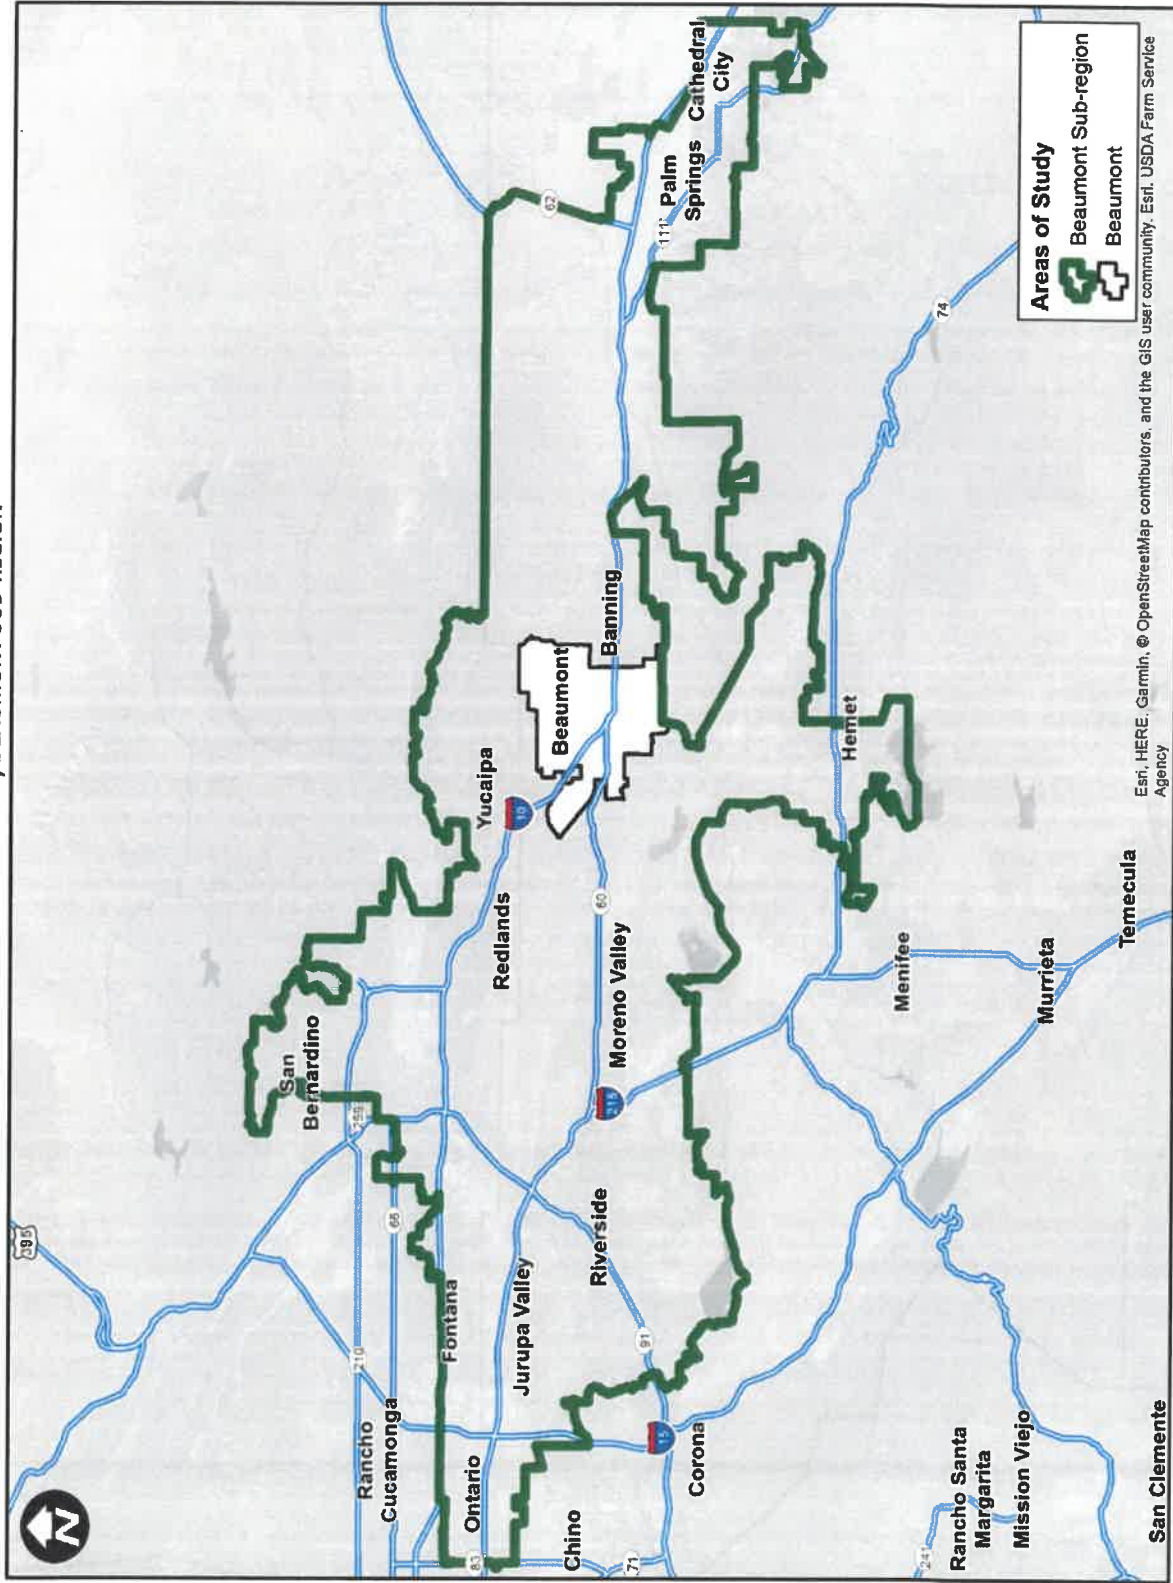 N
395
San
Bernardino
259
210
66
Rancho
Cucamonga
Fontana
Ontario
83
Chino
71
Jurupa Valley
Riverside
91
15
Corona
Redlands
Yucaipa
10
Beaumont
Banning
60
Moreno Valley
215
62
111
Palm
Springs
Cathedral
City
Hemet
74
Menifee
Murrieta
Temecula
241
Rancho Santa
Margarita
Mission Viejo
San Clemente
Areas of Study
Beaumont Sub-region
Beaumont
Esri, HERE, Garmin, © OpenStreetMap contributors, and the GIS user community, Esri, USDA Farm Service
Agency